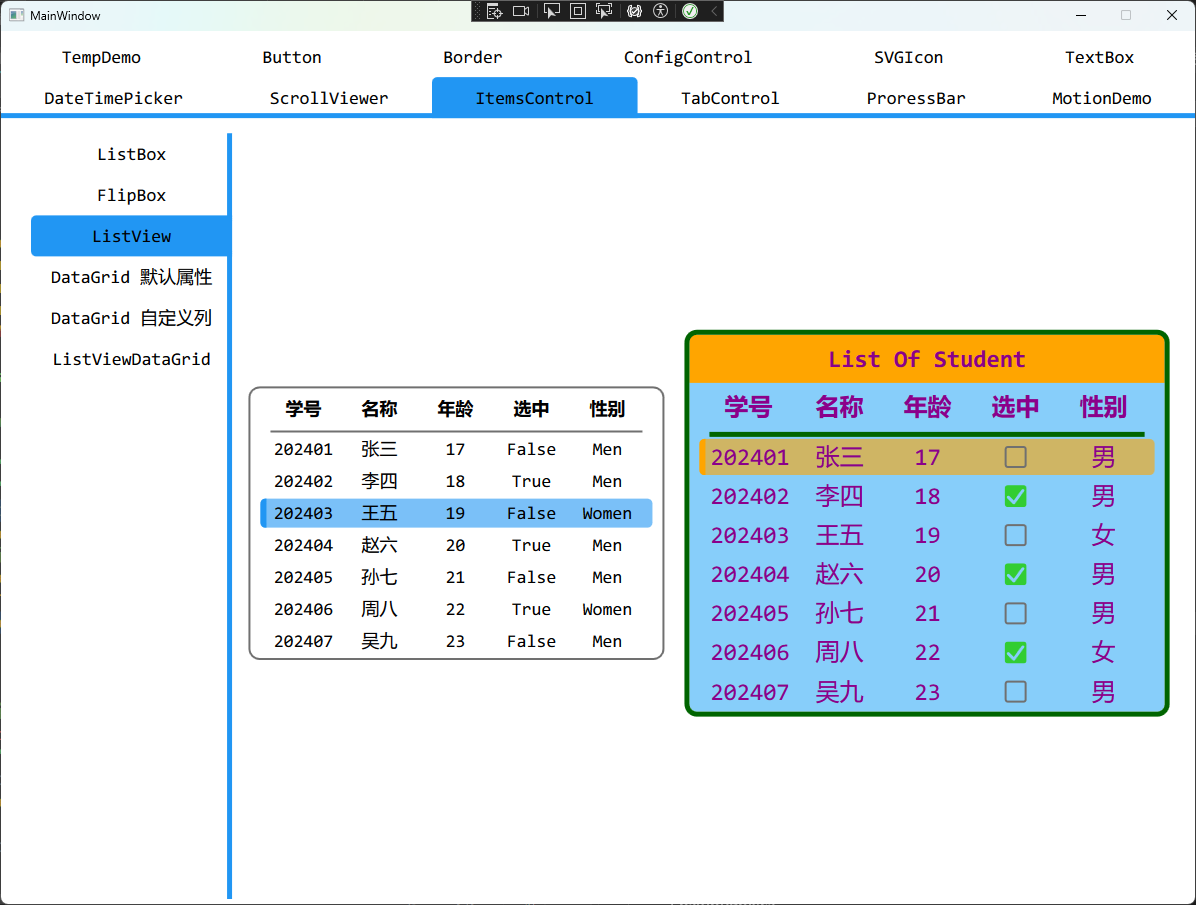 MainWindow
TempDemo Button Border ConfigControl SVGIcon TextBox
DateTimePicker ScrollViewer ItemsControl TabControl ProressBar MotionDemo
ListBox
FlipBox
ListView
DataGrid 默认属性
DataGrid 自定义列
ListViewDataGrid
学号 名称 年龄 选中 性别
202401 张三 17 False Men
202402 李四 18 True Men
202403 王五 19 False Women
202404 赵六 20 True Men
202405 孙七 21 False Men
202406 周八 22 True Women
202407 吴九 23 False Men
List Of Student
学号 名称 年龄 选中 性别
202401 张三 17 男
202402 李四 18 男
202403 王五 19 女
202404 赵六 20 男
202405 孙七 21 男
202406 周八 22 女
202407 吴九 23 男